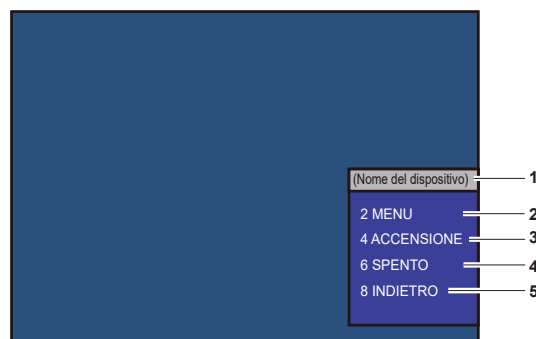 (Nome del dispositivo) 1
2 MENU 2
4 ACCENSIONE 3
6 SPENTO 4
8 INDIETRO 5